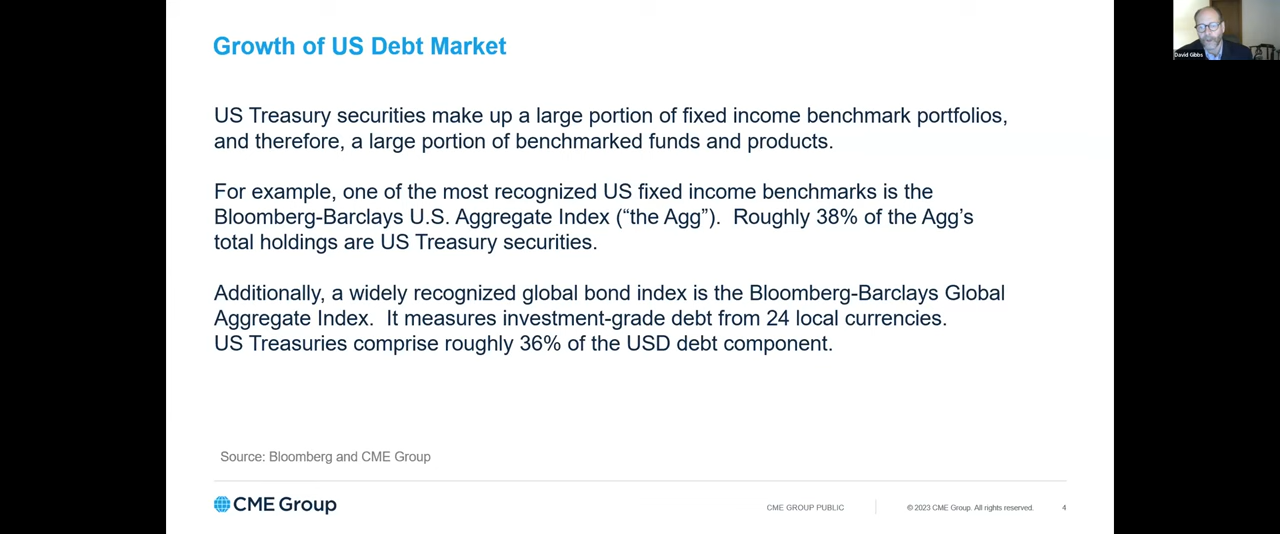 Growth of US Debt Market
David Gibbs
US Treasury securities make up a large portion of fixed income benchmark portfolios,
and therefore, a large portion of benchmarked funds and products.
For example, one of the most recognized US fixed income benchmarks is the
Bloomberg-Barclays U.S. Aggregate Index (“the Agg”).  Roughly 38% of the Agg’s
total holdings are US Treasury securities.
Additionally, a widely recognized global bond index is the Bloomberg-Barclays Global
Aggregate Index.  It measures investment-grade debt from 24 local currencies.
US Treasuries comprise roughly 36% of the USD debt component.
Source: Bloomberg and CME Group
CME Group
CME GROUP PUBLIC
© 2023 CME Group. All rights reserved.
4